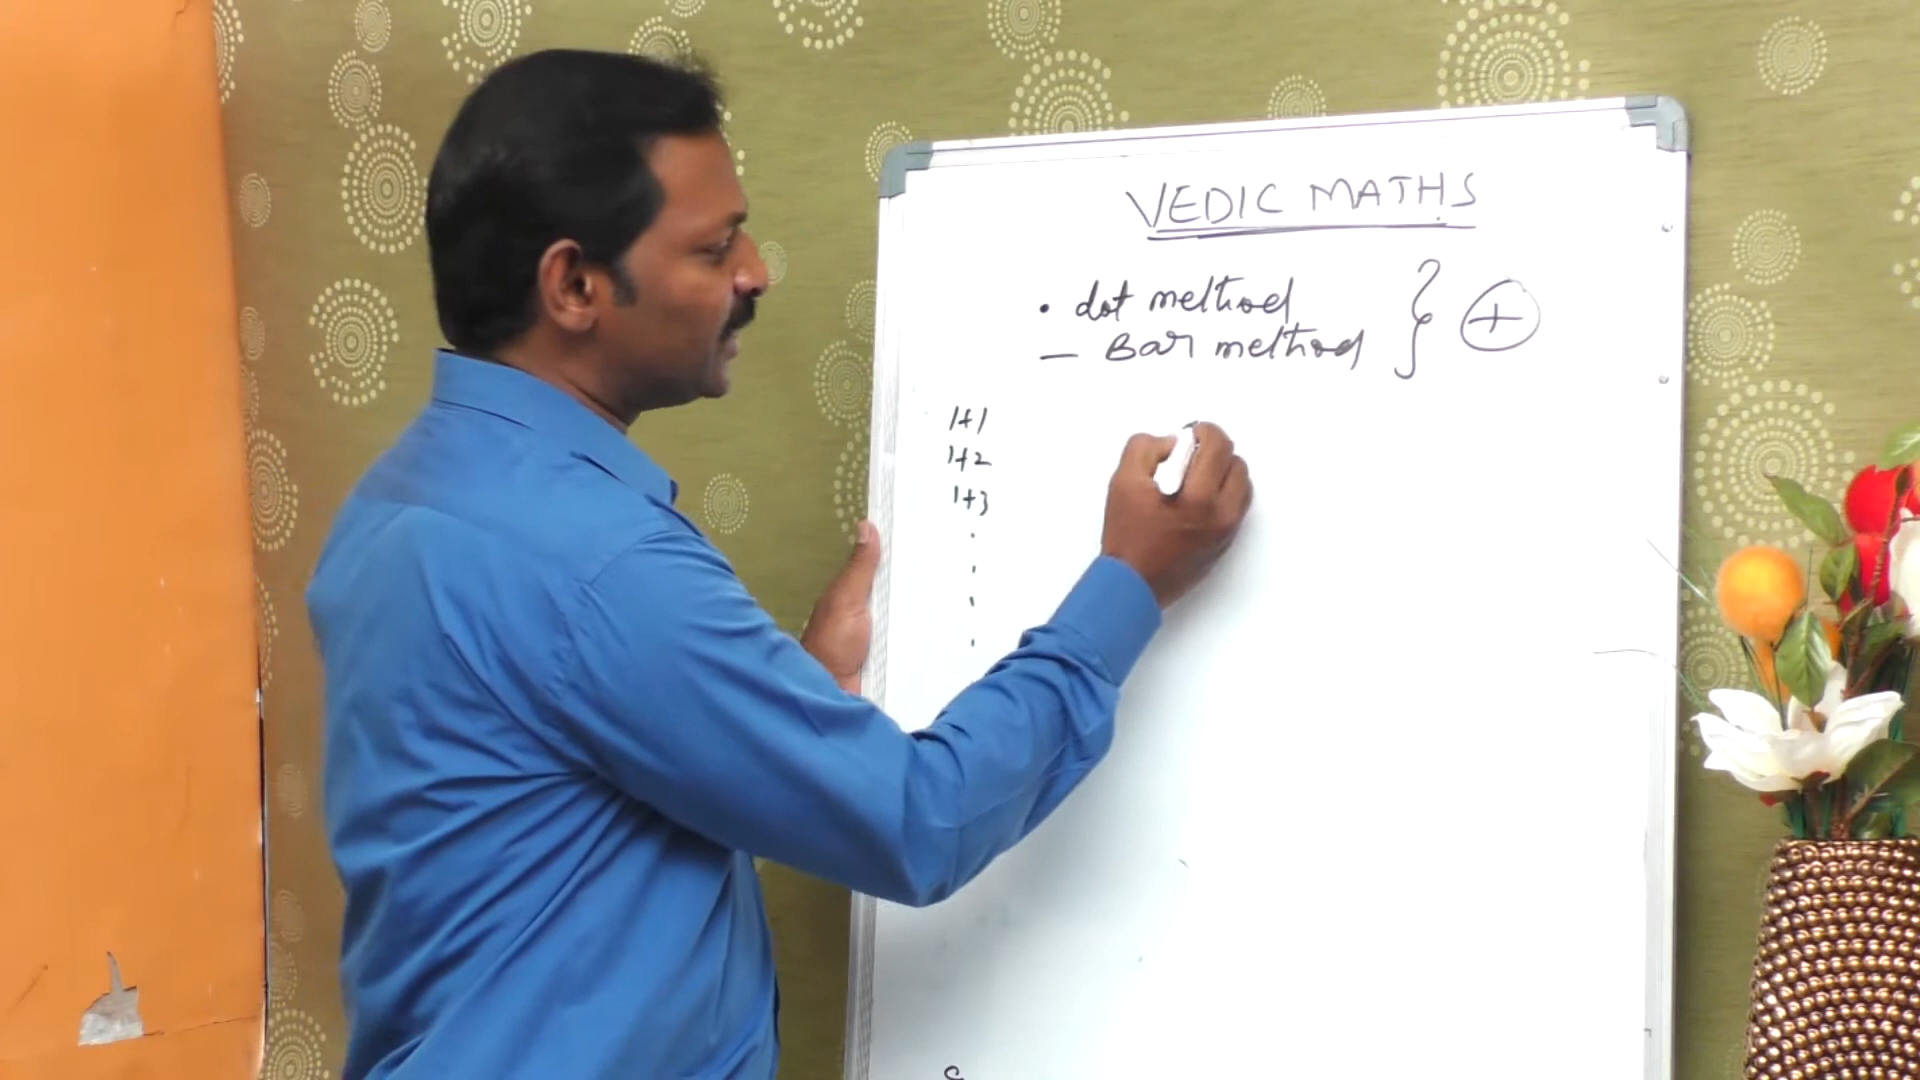 VEDIC MATHS
• dot method
— Bar method } +
1+1
1+2
1+3
.
.
.
.